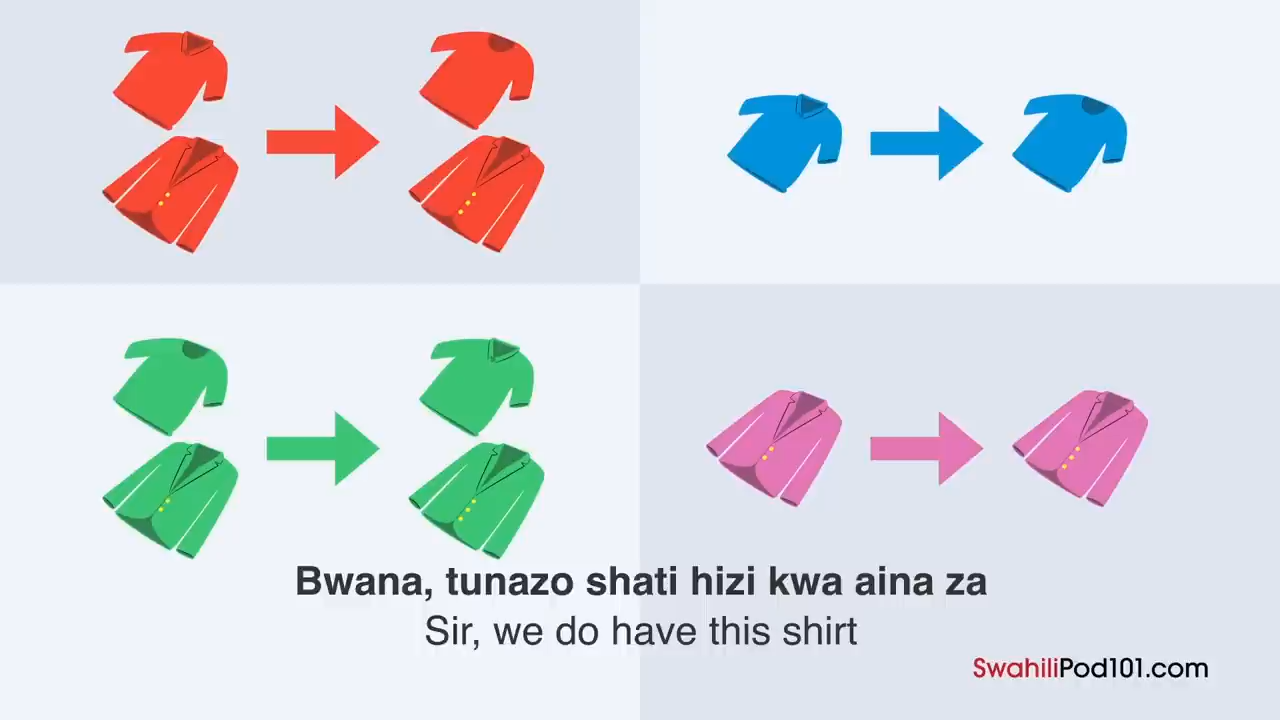 Bwana, tunazo shati hizi kwa aina za
Sir, we do have this shirt
SwahiliPod101.com